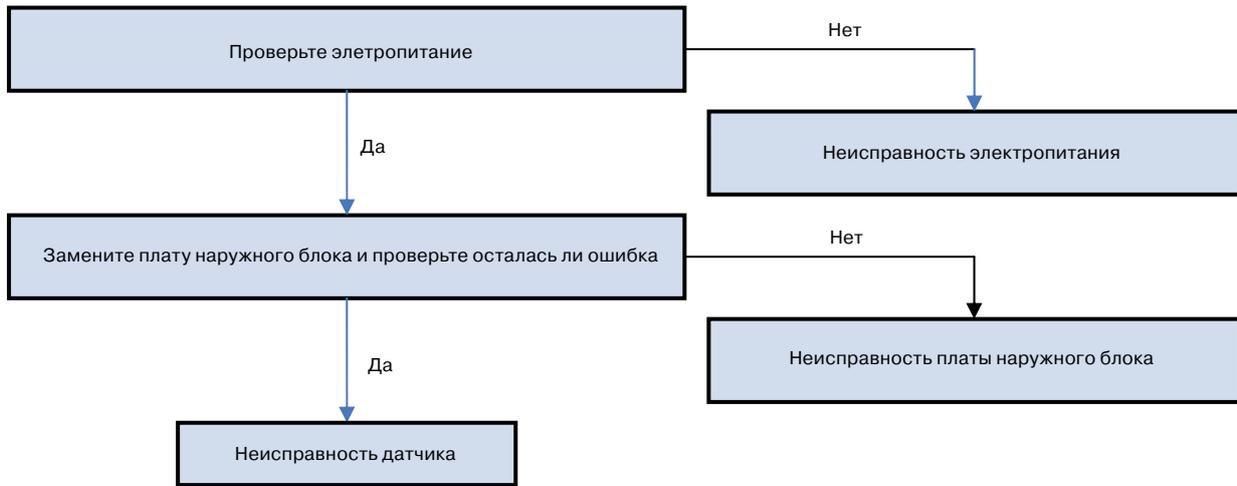 Проверьте элетропитание
Нет
Неисправность электропитания
Да
Замените плату наружного блока и проверьте осталась ли ошибка
Нет
Неисправность платы наружного блока
Да
Неисправность датчика